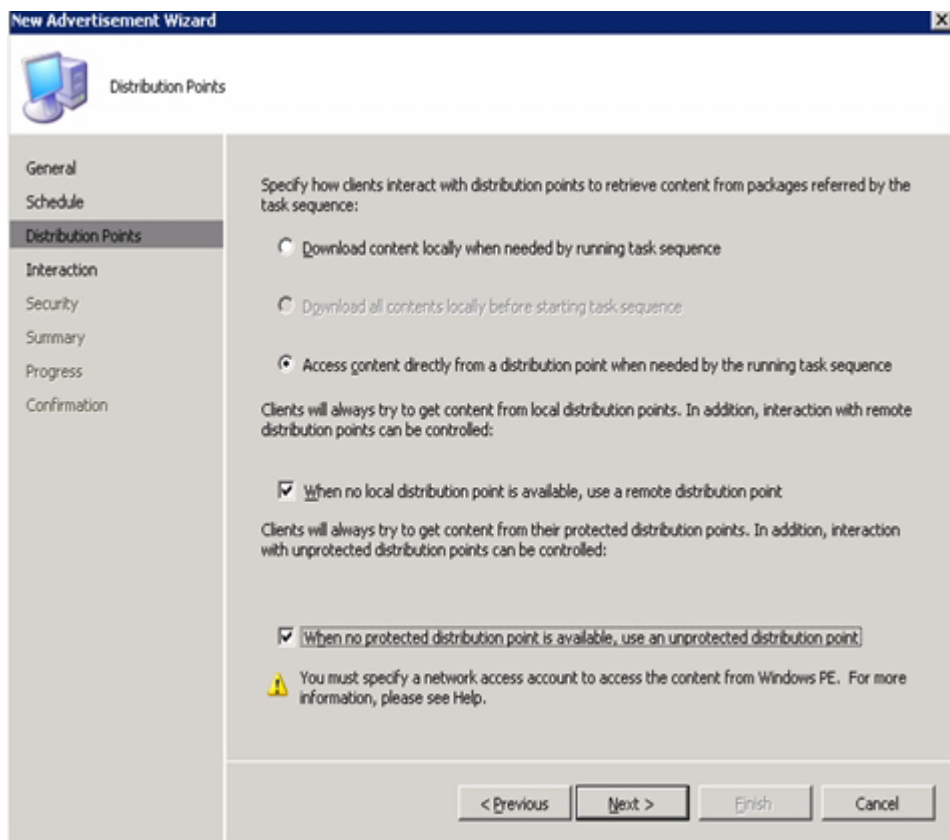 New Advertisement Wizard
Distribution Points
General
Schedule
Distribution Points
Interaction
Security
Summary
Progress
Confirmation
Specify how clients interact with distribution points to retrieve content from packages referred by the
task sequence:
Download content locally when needed by running task sequence
Download all contents locally before starting task sequence
Access content directly from a distribution point when needed by the running task sequence
Clients will always try to get content from local distribution points. In addition, interaction with remote
distribution points can be controlled:
When no local distribution point is available, use a remote distribution point
Clients will always try to get content from their protected distribution points. In addition, interaction
with unprotected distribution points can be controlled:
When no protected distribution point is available, use an unprotected distribution point
You must specify a network access account to access the content from Windows PE. For more
information, please see Help.
< Previous Next > Finish Cancel